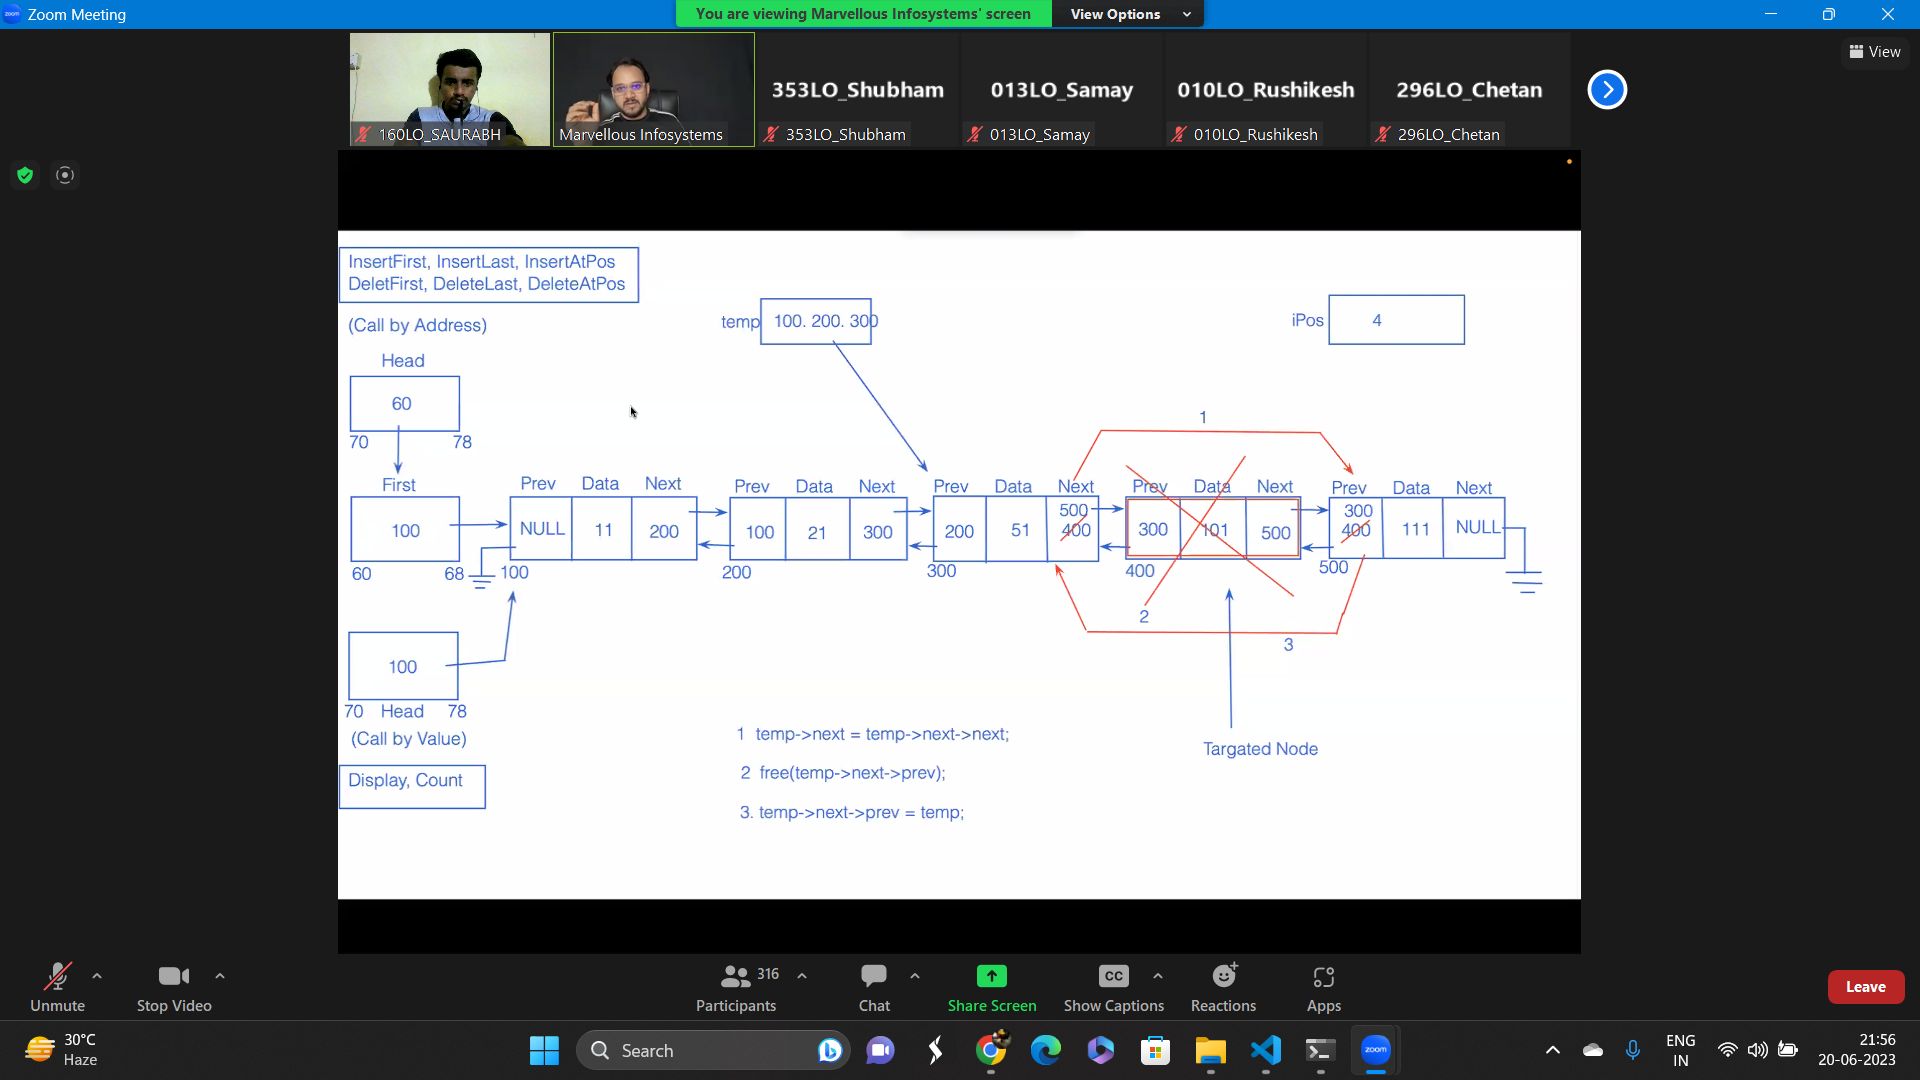 zoom Zoom Meeting
You are viewing Marvellous Infosystems' screen View Options
View
353LO_Shubham 013LO_Samay 010LO_Rushikesh 296LO_Chetan
160LO_SAURABH Marvellous Infosystems 353LO_Shubham 013LO_Samay 010LO_Rushikesh 296LO_Chetan
InsertFirst, InsertLast, InsertAtPos
DeletFirst, DeleteLast, DeleteAtPos
(Call by Address)
temp 100. 200. 300
iPos 4
Head
60
70 78
1
First
Prev Data Next
Prev Data Next
Prev Data Next
Prev Data Next
Prev Data Next
100
NULL 11 200
100 21 300
200 51 500 400
300 101 500
300 400 111 NULL
60 68
100 200 300 400 500
2
3
100
70 Head 78
(Call by Value)
Display, Count
1 temp->next = temp->next->next;
2 free(temp->next->prev);
3. temp->next->prev = temp;
Targated Node
Unmute Stop Video
316
Participants Chat Share Screen CC Show Captions Reactions Apps
Leave
30°C
Haze
Search
zoom
ENG
IN
21:56
20-06-2023